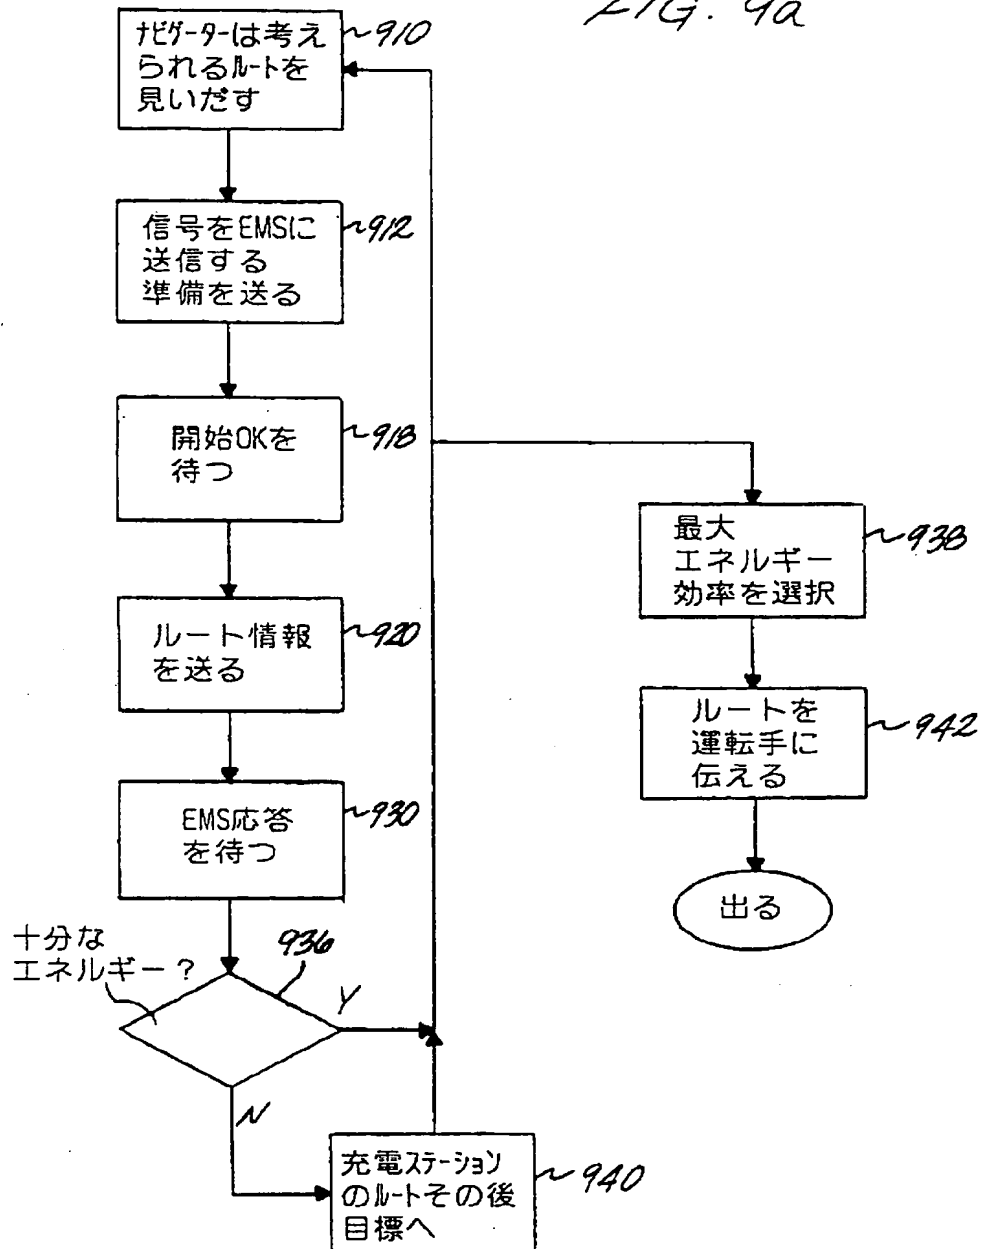 FIG. 9a
ナビゲーターは考え
られるルートを
見いだす
910
信号をEMSに
送信する
準備を送る
912
開始OKを
待つ
918
ルート情報
を送る
920
EMS応答
を待つ
930
十分な
エネルギー?
936
Y
N
充電ステーション
のルートその後
目標へ
940
最大
エネルギー
効率を選択
938
ルートを
運転手に
伝える
942
出る